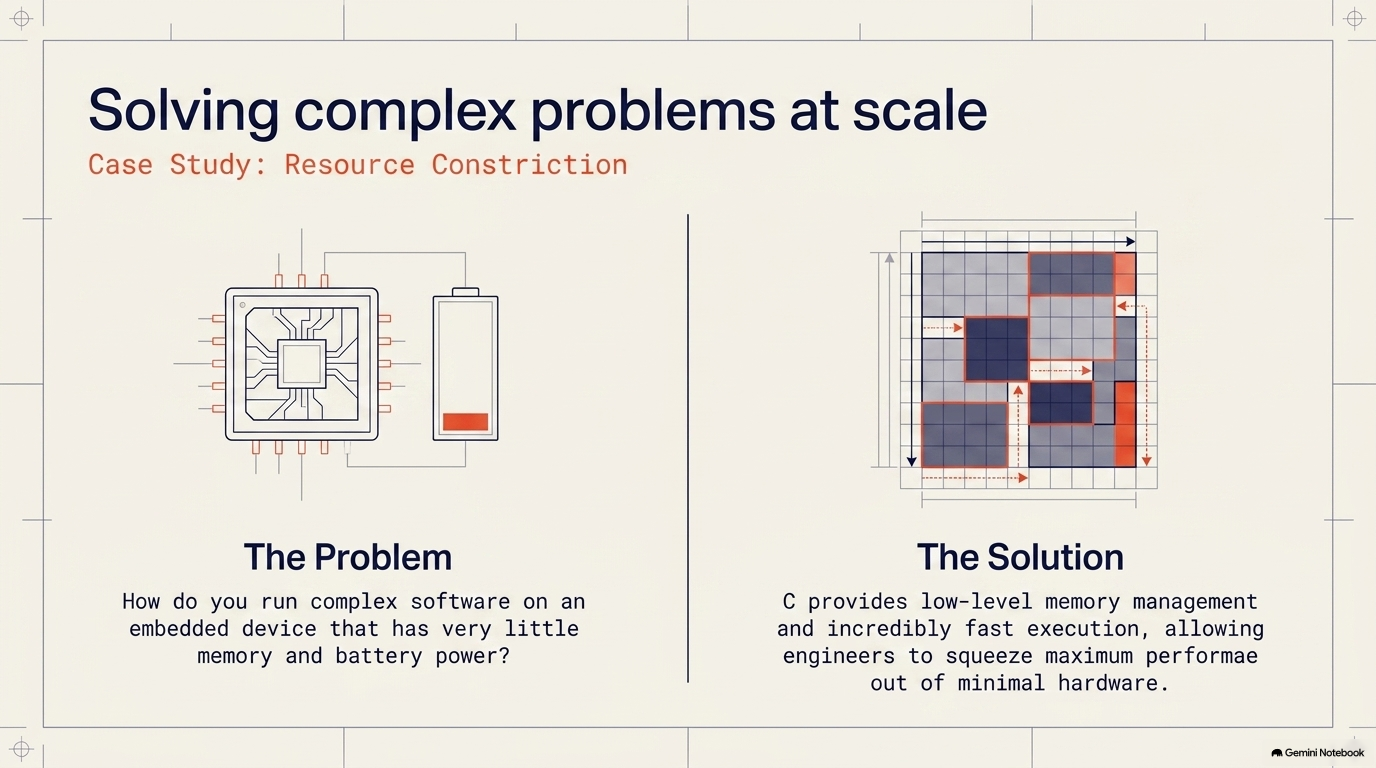 Solving complex problems at scale
Case Study: Resource Constriction
The Problem
How do you run complex software on an
embedded device that has very little
memory and battery power?
The Solution
C provides low-level memory management
and incredibly fast execution, allowing
engineers to squeeze maximum performae
out of minimal hardware.
Gemini Notebook